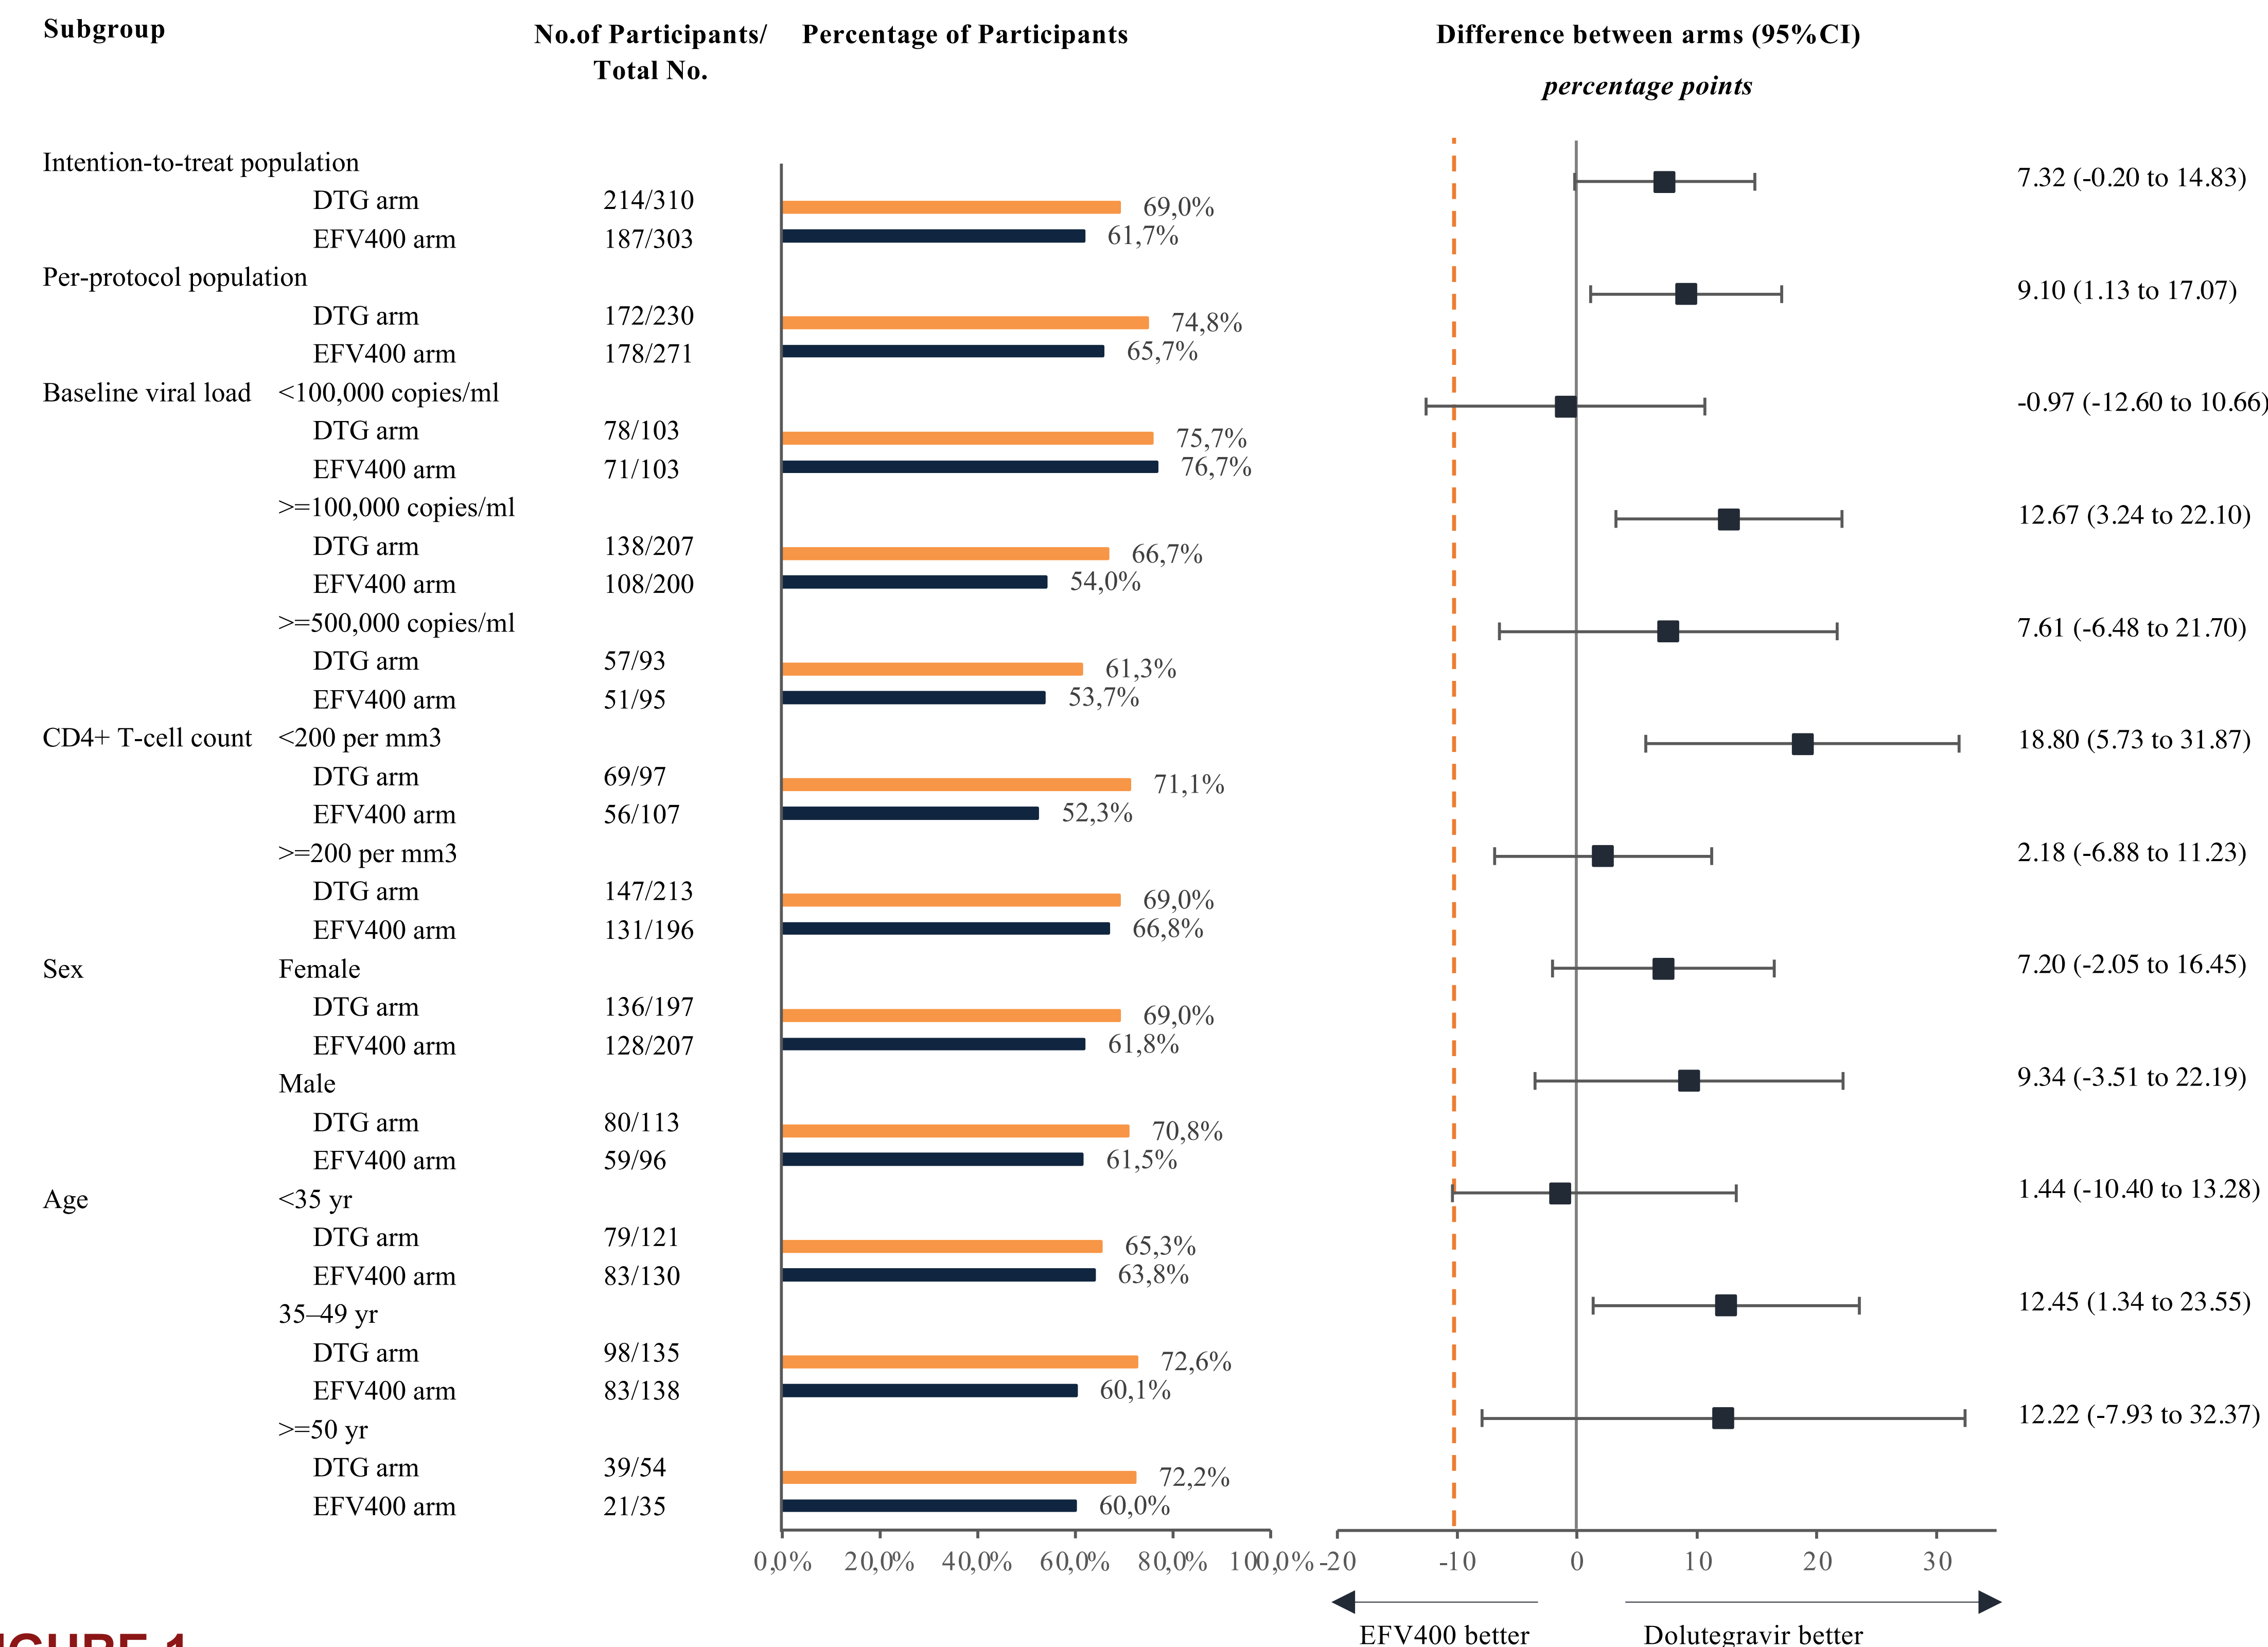 Subgroup No.of Participants/ Percentage of Participants Difference between arms (95%CI)
Total No.
percentage points
Intention-to-treat population
7.32 (-0.20 to 14.83)
DTG arm 214/310 69,0%
EFV400 arm 187/303 61,7%
Per-protocol population
9.10 (1.13 to 17.07)
DTG arm 172/230 74,8%
EFV400 arm 178/271 65,7%
Baseline viral load <100,000 copies/ml
-0.97 (-12.60 to 10.66)
DTG arm 78/103 75,7%
EFV400 arm 71/103 76,7%
>=100,000 copies/ml
12.67 (3.24 to 22.10)
DTG arm 138/207 66,7%
EFV400 arm 108/200 54,0%
>=500,000 copies/ml
7.61 (-6.48 to 21.70)
DTG arm 57/93 61,3%
EFV400 arm 51/95 53,7%
CD4+ T-cell count <200 per mm3
18.80 (5.73 to 31.87)
DTG arm 69/97 71,1%
EFV400 arm 56/107 52,3%
>=200 per mm3
2.18 (-6.88 to 11.23)
DTG arm 147/213 69,0%
EFV400 arm 131/196 66,8%
Sex Female
7.20 (-2.05 to 16.45)
DTG arm 136/197 69,0%
EFV400 arm 128/207 61,8%
Male
9.34 (-3.51 to 22.19)
DTG arm 80/113 70,8%
EFV400 arm 59/96 61,5%
Age <35 yr
1.44 (-10.40 to 13.28)
DTG arm 79/121 65,3%
EFV400 arm 83/130 63,8%
35–49 yr
12.45 (1.34 to 23.55)
DTG arm 98/135 72,6%
EFV400 arm 83/138 60,1%
>=50 yr
12.22 (-7.93 to 32.37)
DTG arm 39/54 72,2%
EFV400 arm 21/35 60,0%
0,0% 20,0% 40,0% 60,0% 80,0% 100,0% -20 -10 0 10 20 30
EFV400 better Dolutegravir better